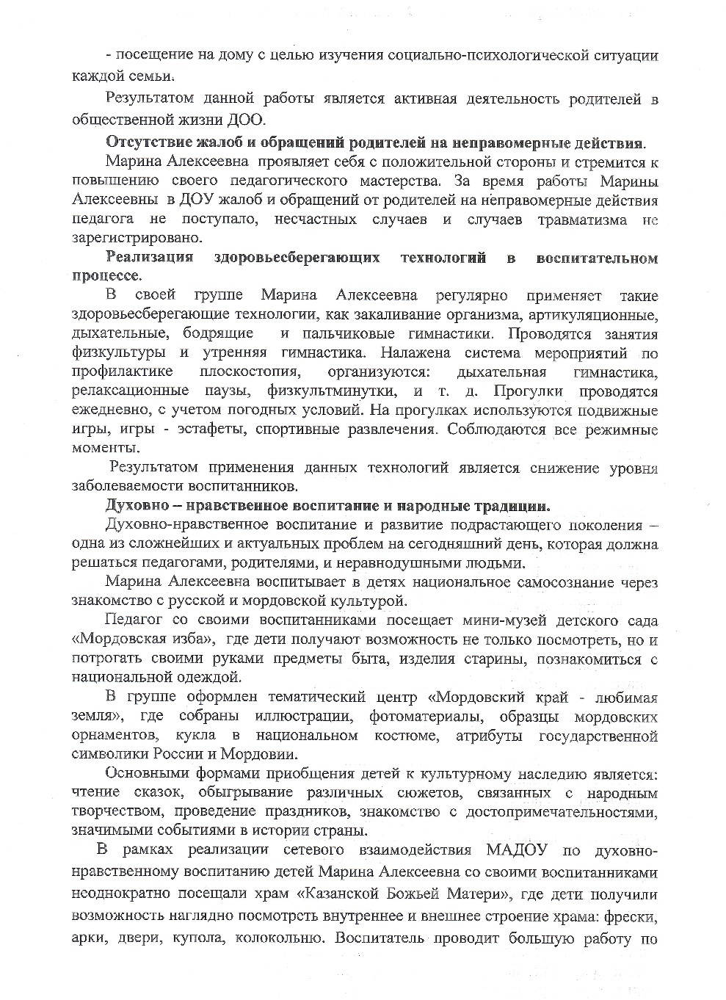 - посещение на дому с целью изучения социально-психологической ситуации
каждой семьи.
Результатом данной работы является активная деятельность родителей в
общественной жизни ДОО.
Отсутствие жалоб и обращений родителей на неправомерные действия.
Марина Алексеевна проявляет себя с положительной стороны и стремится к
повышению своего педагогического мастерства. За время работы Марины
Алексеевны в ДОУ жалоб и обращений от родителей на неправомерные действия
педагога не поступало, несчастных случаев и случаев травматизма не
зарегистрировано.
Реализация здоровьесберегающих технологий в воспитательном
процессе.
В своей группе Марина Алексеевна регулярно применяет такие
здоровьесберегающие технологии, как закаливание организма, артикуляционные,
дыхательные, бодрящие и пальчиковые гимнастики. Проводятся занятия
физкультуры и утренняя гимнастика. Налажена система мероприятий по
профилактике плоскостопия, организуются: дыхательная гимнастика,
релаксационные паузы, физкультминутки, и т. д. Прогулки проводятся
ежедневно, с учетом погодных условий. На прогулках используются подвижные
игры, игры - эстафеты, спортивные развлечения. Соблюдаются все режимные
моменты.
Результатом применения данных технологий является снижение уровня
заболеваемости воспитанников.
Духовно – нравственное воспитание и народные традиции.
Духовно-нравственное воспитание и развитие подрастающего поколения –
одна из сложнейших и актуальных проблем на сегодняшний день, которая должна
решаться педагогами, родителями, и неравнодушными людьми.
Марина Алексеевна воспитывает в детях национальное самосознание через
знакомство с русской и мордовской культурой.
Педагог со своими воспитанниками посещает мини-музей детского сада
«Мордовская изба», где дети получают возможность не только посмотреть, но и
потрогать своими руками предметы быта, изделия старины, познакомиться с
национальной одеждой.
В группе оформлен тематический центр «Мордовский край - любимая
земля», где собраны иллюстрации, фотоматериалы, образцы мордовских
орнаментов, кукла в национальном костюме, атрибуты государственной
символики России и Мордовии.
Основными формами приобщения детей к культурному наследию является:
чтение сказок, обыгрывание различных сюжетов, связанных с народным
творчеством, проведение праздников, знакомство с достопримечательностями,
значимыми событиями в истории страны.
В рамках реализации сетевого взаимодействия МАДОУ по духовно-
нравственному воспитанию детей Марина Алексеевна со своими воспитанниками
неоднократно посещали храм «Казанской Божьей Матери», где дети получили
возможность наглядно посмотреть внутреннее и внешнее строение храма: фрески,
арки, двери, купола, колокольню. Воспитатель проводит большую работу по